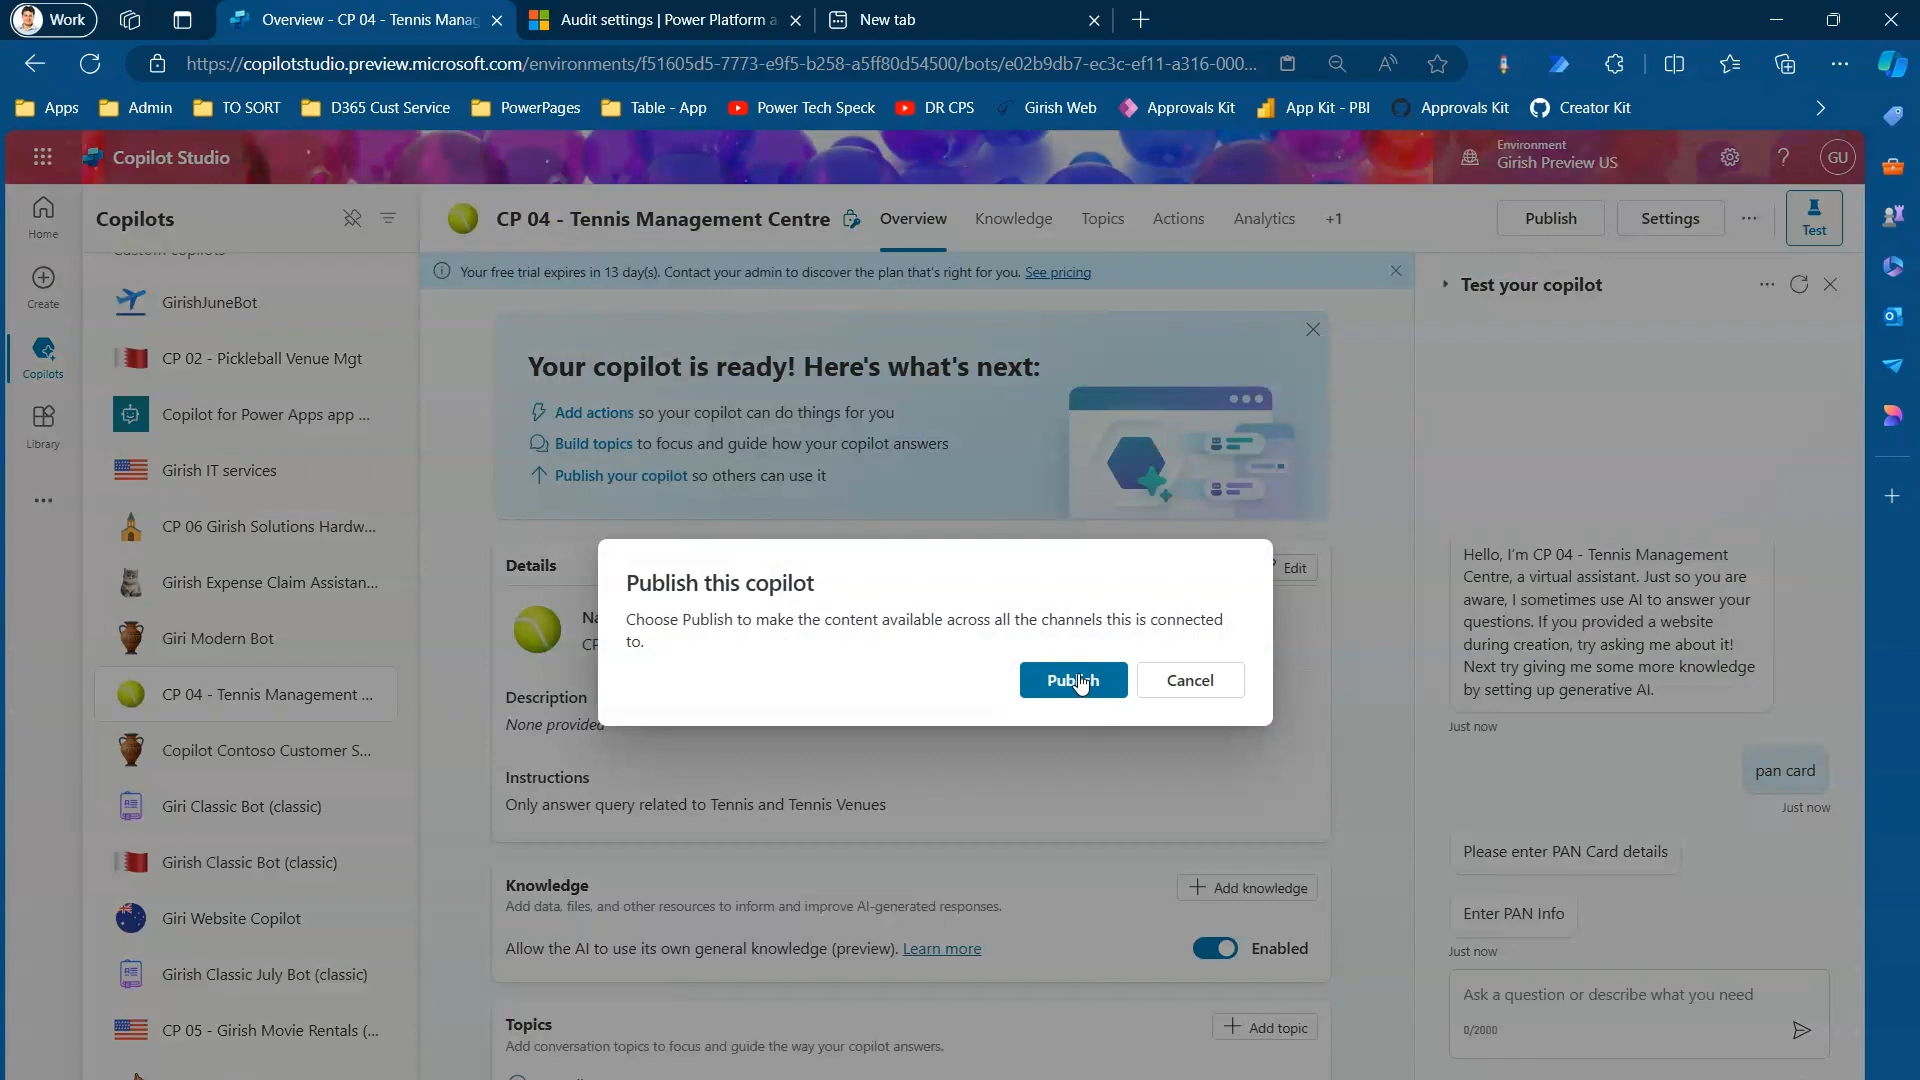 Work
Overview - CP 04 - Tennis Manag
Audit settings | Power Platform a
New tab
https://copilotstudio.preview.microsoft.com/environments/f51605d5-7773-e9f5-b258-a5ff80d54500/bots/e02b9db7-ec3c-ef11-a316-000...
Apps
Admin
TO SORT
D365 Cust Service
PowerPages
Table - App
Power Tech Speck
DR CPS
Girish Web
Approvals Kit
App Kit - PBI
Approvals Kit
Creator Kit
Copilot Studio
Environment
Girish Preview US
GU
Home
Create
Copilots
Library
Copilots
Custom copilots
GirishJuneBot
CP 02 - Pickleball Venue Mgt
Copilot for Power Apps app ...
Girish IT services
CP 06 Girish Solutions Hardw...
Girish Expense Claim Assistan...
Giri Modern Bot
CP 04 - Tennis Management ...
Copilot Contoso Customer S...
Giri Classic Bot (classic)
Girish Classic Bot (classic)
Giri Website Copilot
Girish Classic July Bot (classic)
CP 05 - Girish Movie Rentals (...
CP 04 - Tennis Management Centre
Overview
Knowledge
Topics
Actions
Analytics
+1
Publish
Settings
Test
Your free trial expires in 13 day(s). Contact your admin to discover the plan that's right for you. See pricing
Your copilot is ready! Here's what's next:
Add actions so your copilot can do things for you
Build topics to focus and guide how your copilot answers
Publish your copilot so others can use it
Details
Edit
Na
CP
Description
None provided
Instructions
Only answer query related to Tennis and Tennis Venues
Publish this copilot
Choose Publish to make the content available across all the channels this is connected
to.
Publish
Cancel
Knowledge
Add data, files, and other resources to inform and improve AI-generated responses.
Add knowledge
Allow the AI to use its own general knowledge (preview). Learn more
Enabled
Topics
Add conversation topics to focus and guide the way your copilot answers.
Add topic
Test your copilot
Hello, I'm CP 04 - Tennis Management
Centre, a virtual assistant. Just so you are
aware, I sometimes use AI to answer your
questions. If you provided a website
during creation, try asking me about it!
Next try giving me some more knowledge
by setting up generative AI.
Just now
pan card
Just now
Please enter PAN Card details
Enter PAN Info
Just now
Ask a question or describe what you need
0/2000